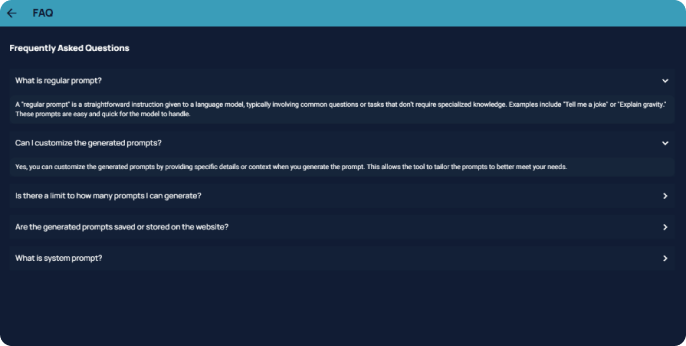 FAQ
Frequently Asked Questions
What is regular prompt?
A "regular prompt" is a straightforward instruction given to a language model, typically involving common questions or tasks that don't require specialized knowledge. Examples include "Tell me a joke" or "Explain gravity."
These prompts are easy and quick for the model to handle.
Can I customize the generated prompts?
Yes, you can customize the generated prompts by providing specific details or context when you generate the prompt. This allows the tool to tailor the prompts to better meet your needs.
Is there a limit to how many prompts I can generate?
Are the generated prompts saved or stored on the website?
What is system prompt?